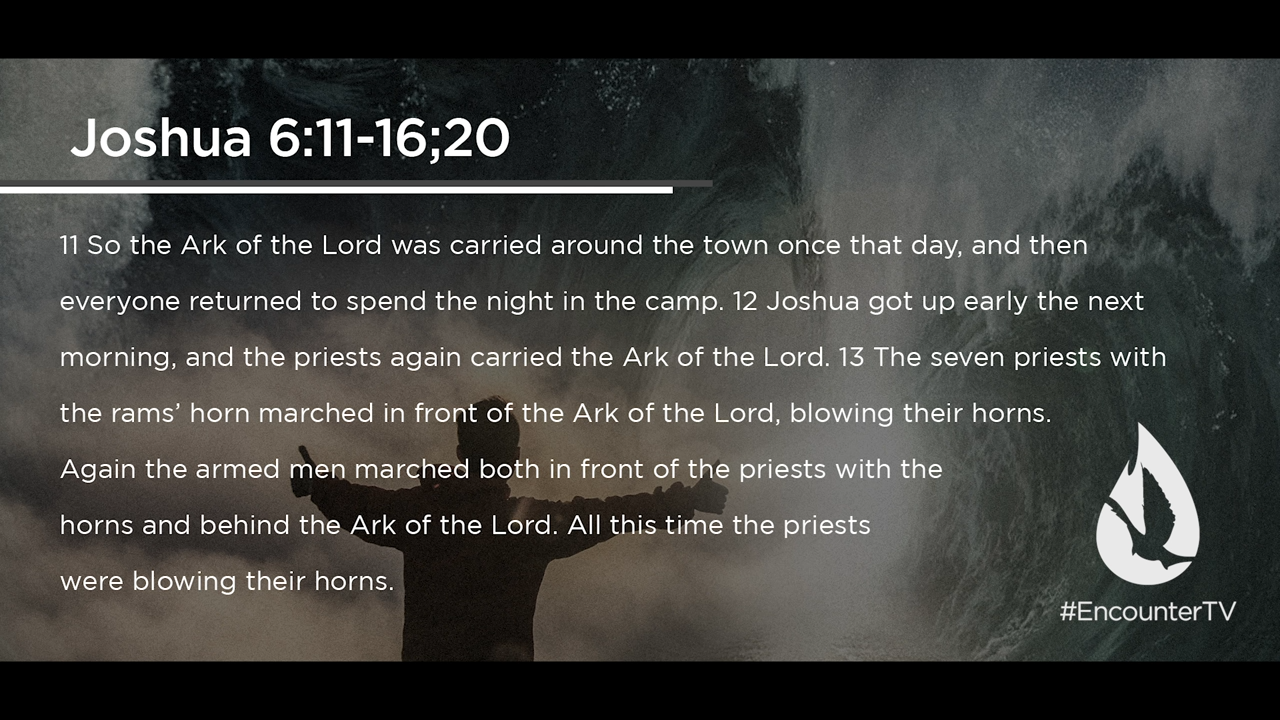 Joshua 6:11-16;20
11 So the Ark of the Lord was carried around the town once that day, and then
everyone returned to spend the night in the camp. 12 Joshua got up early the next
morning, and the priests again carried the Ark of the Lord. 13 The seven priests with
the rams’ horn marched in front of the Ark of the Lord, blowing their horns.
Again the armed men marched both in front of the priests with the
horns and behind the Ark of the Lord. All this time the priests
were blowing their horns.
#EncounterTV